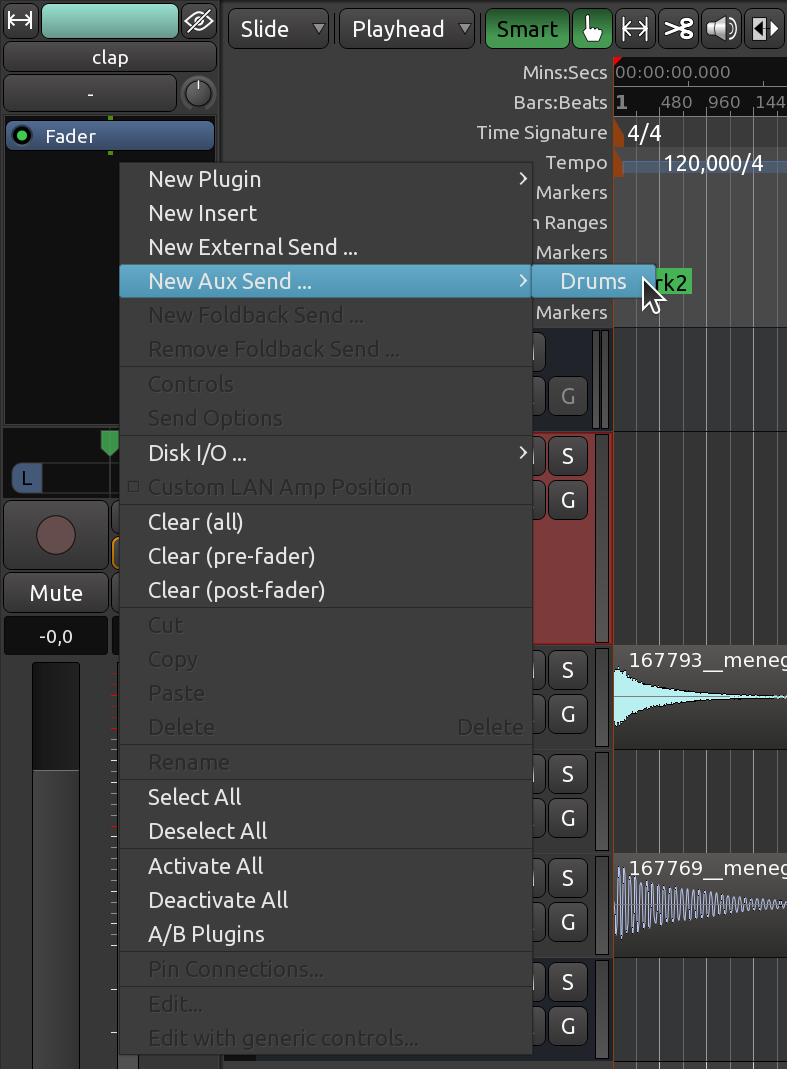 Slide
Playhead
Smart
clap
-
Fader
Mins:Secs
00:00:00.000
Bars:Beats
1 480 960 144
Time Signature
4/4
Tempo
120,000/4
Markers
Ranges
Markers
rk2
Markers
New Plugin
New Insert
New External Send ...
New Aux Send ...
Drums
New Foldback Send ...
Remove Foldback Send ...
Controls
Send Options
Disk I/O ...
Custom LAN Amp Position
Clear (all)
Clear (pre-fader)
Clear (post-fader)
Cut
Copy
Paste
Delete Delete
Rename
Select All
Deselect All
Activate All
Deactivate All
A/B Plugins
Pin Connections...
Edit...
Edit with generic controls...
L
Mute
-0,0
G
S
G
S
G
S
G
S
G
S
G
167793__meneg
167769__meneg